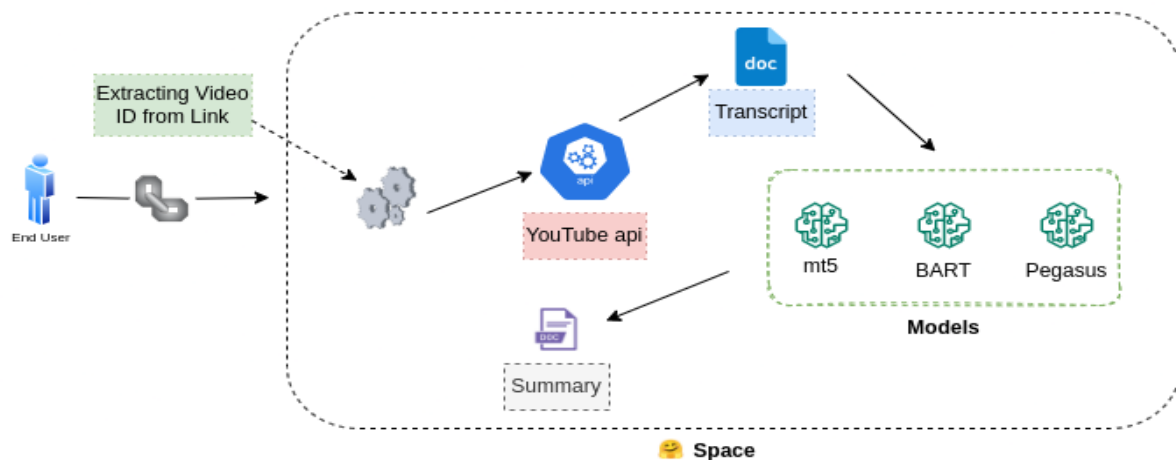 Extracting Video
ID from Link
End User
api
YouTube api
doc
Transcript
mt5
BART
Pegasus
Models
DOC
Summary
🤗 Space